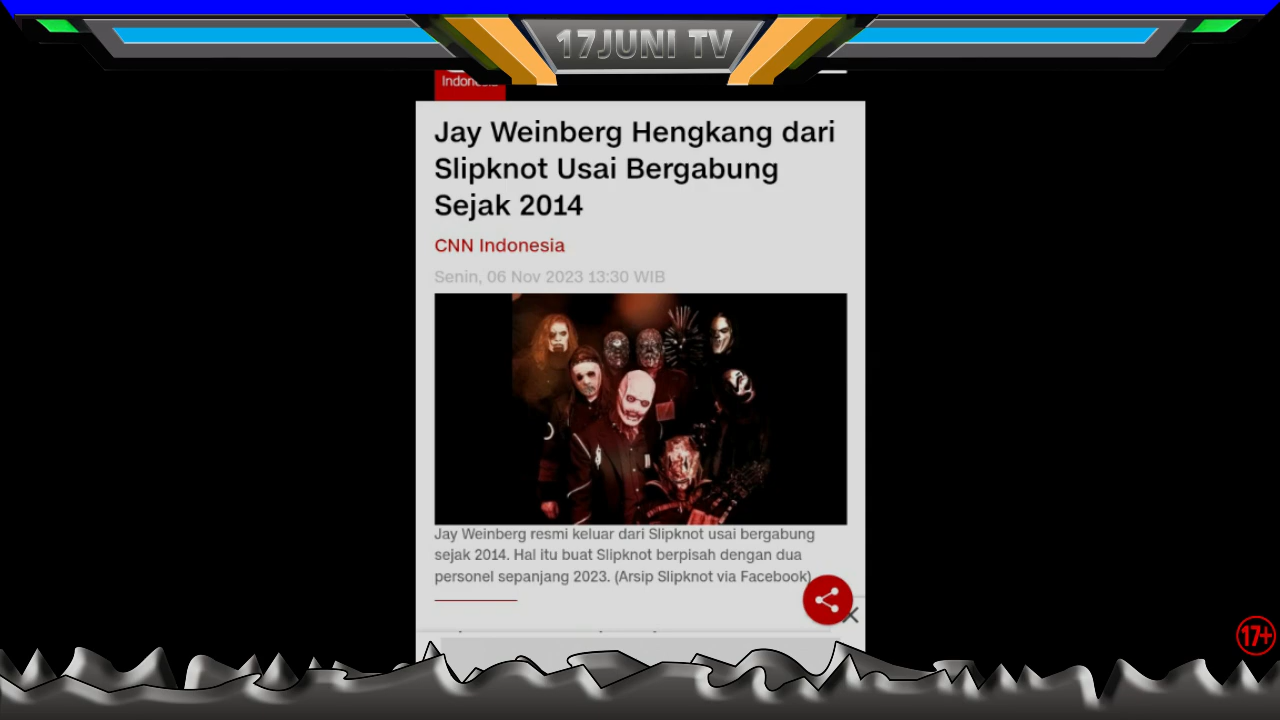 17JUNI TV
Indonesia
Jay Weinberg Hengkang dari
Slipknot Usai Bergabung
Sejak 2014
CNN Indonesia
Senin, 06 Nov 2023 13:30 WIB
Jay Weinberg resmi keluar dari Slipknot usai bergabung
sejak 2014. Hal itu buat Slipknot berpisah dengan dua
personel sepanjang 2023. (Arsip Slipknot via Facebook)
17+